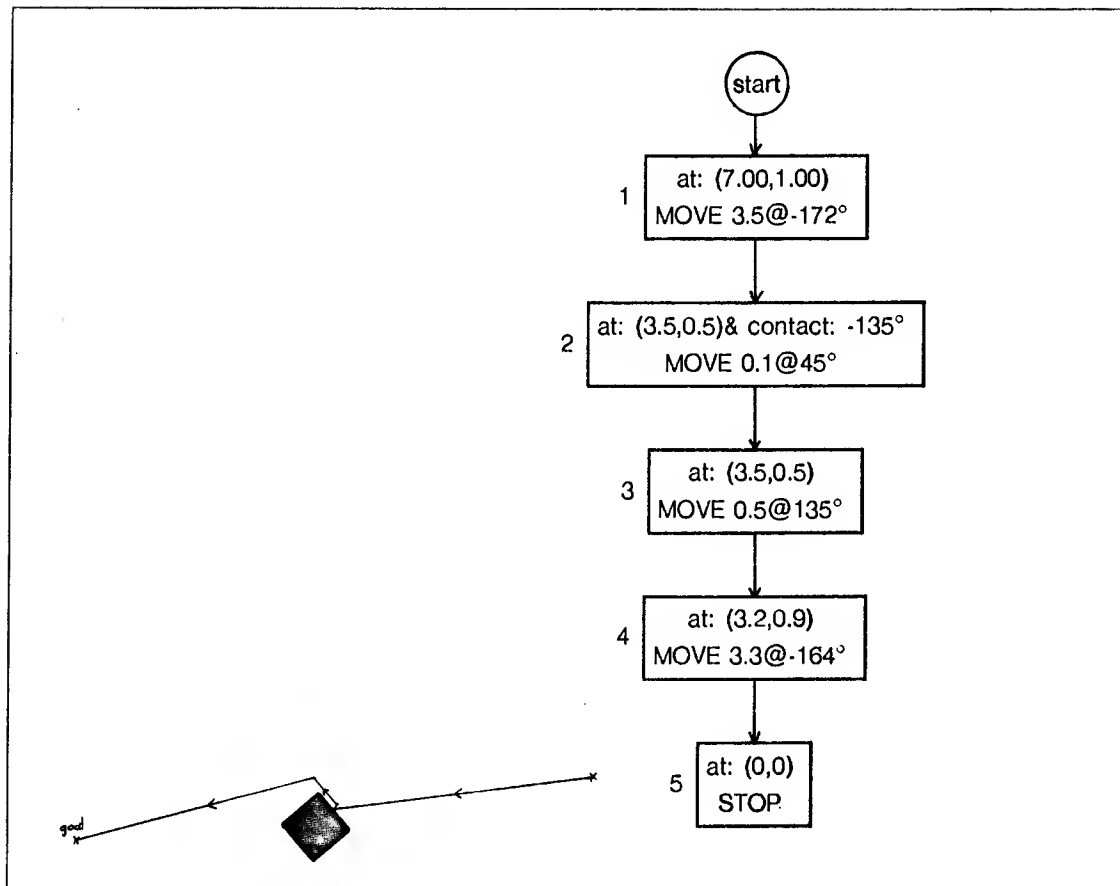 start
1
at: (7.00,1.00)
MOVE 3.5@-172°
2
at: (3.5,0.5)& contact: -135°
MOVE 0.1@45°
3
at: (3.5,0.5)
MOVE 0.5@135°
4
at: (3.2,0.9)
MOVE 3.3@-164°
5
at: (0,0)
STOP
goal